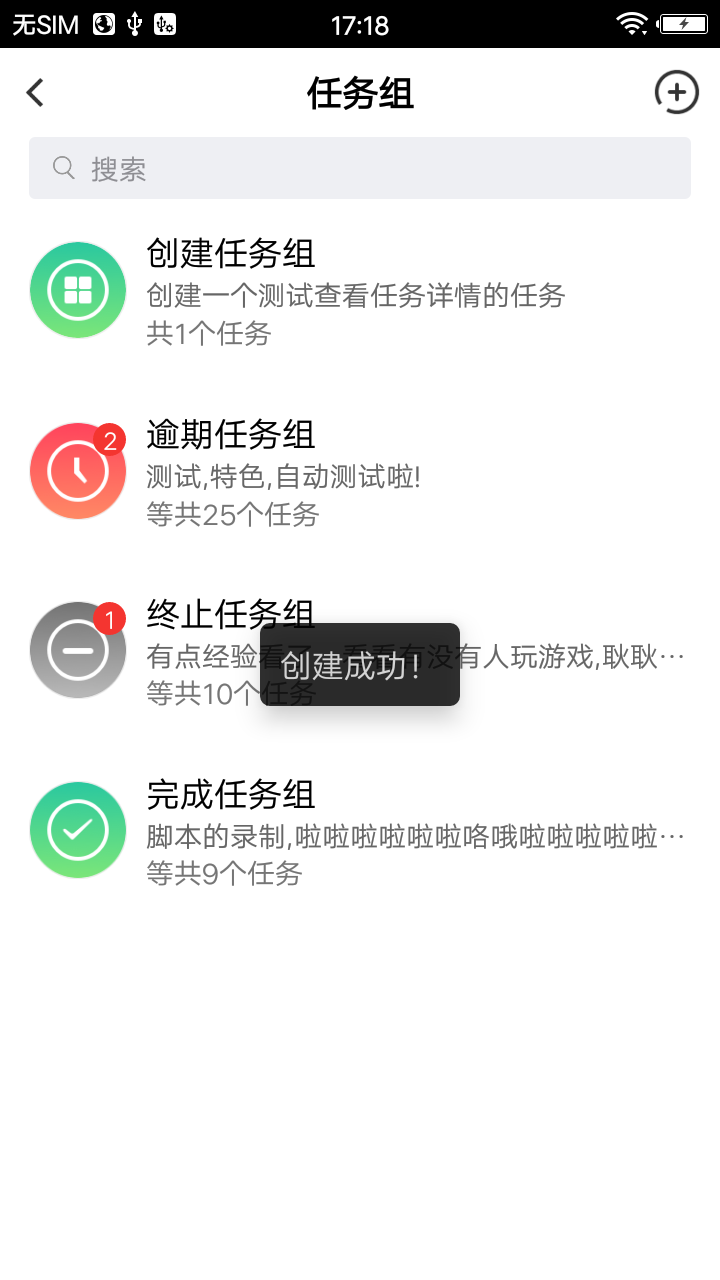 无SIM 17:18
任务组
搜索
创建任务组
创建一个测试查看任务详情的任务
共1个任务
2
逾期任务组
测试,特色,自动测试啦!
等共25个任务
1
终止任务组
有点经验看了,看看有没有人玩游戏,耿耿…
创建成功!
等共10个任务
完成任务组
脚本的录制,啦啦啦啦啦啦咯哦啦啦啦啦啦…
等共9个任务